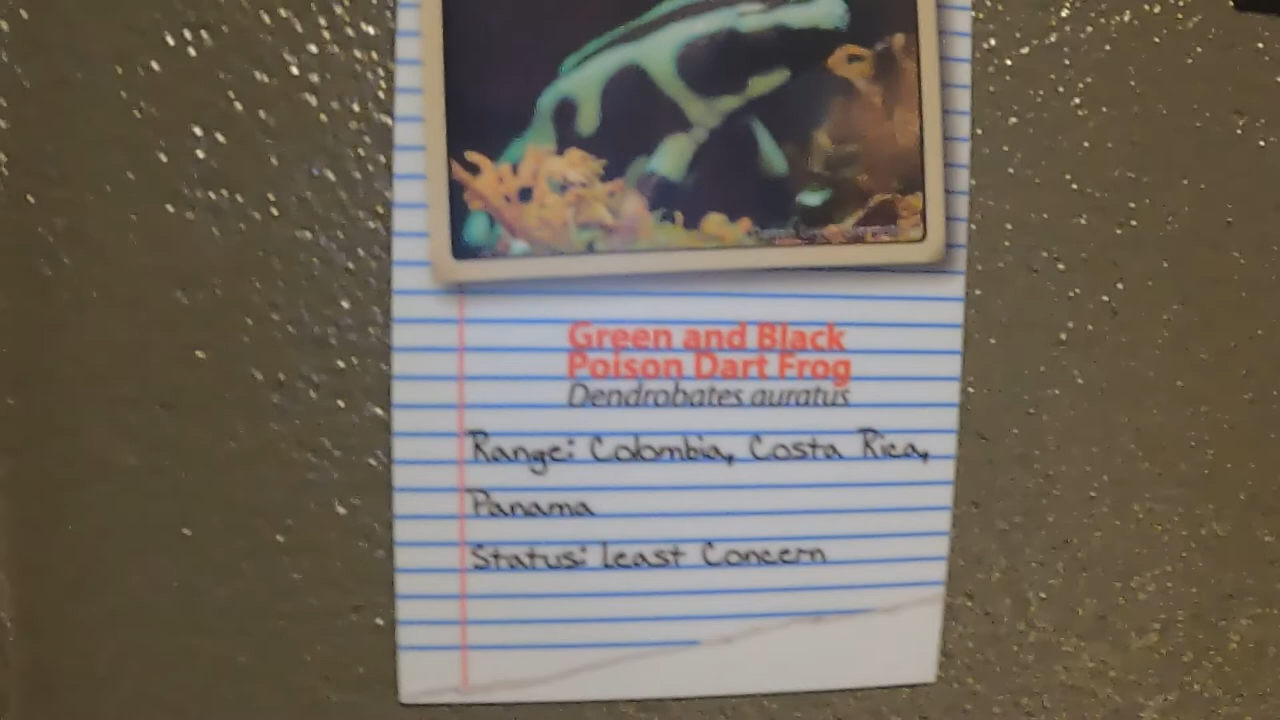 Green and Black
Poison Dart Frog
Dendrobates auratus
Range: Colombia, Costa Rica,
Panama
Status: Least Concern